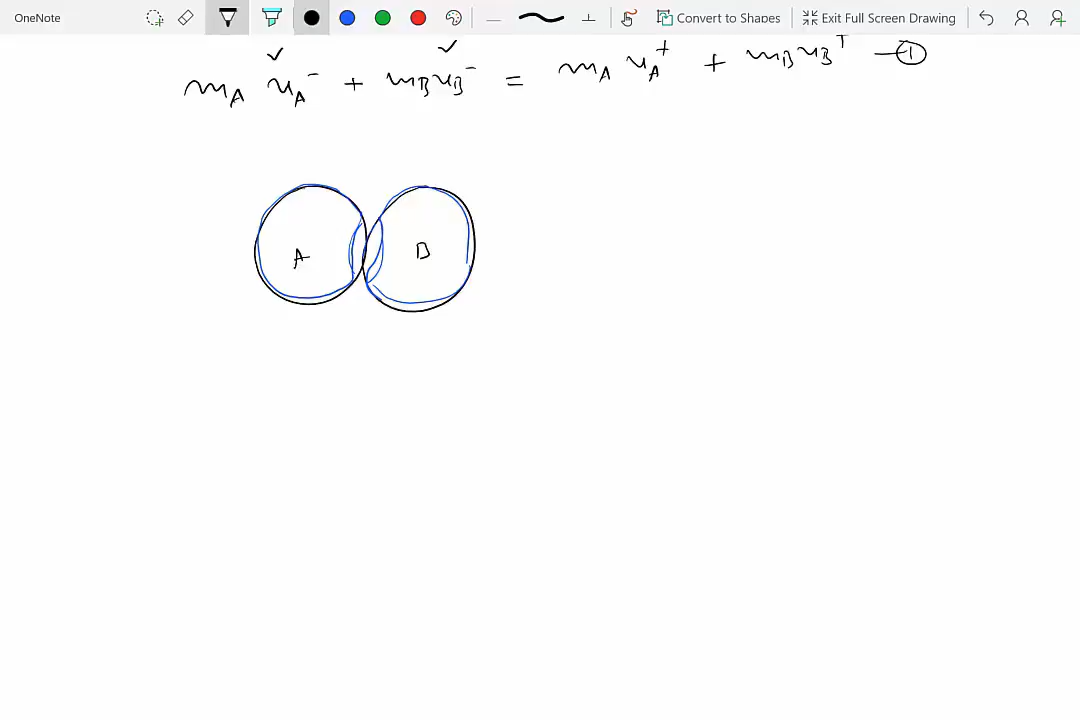 OneNote
Convert to Shapes
Exit Full Screen Drawing
✓ ✓
m_A u_A^- + m_B u_B^- = m_A u_A^+ + m_B u_B^+ —①
A B